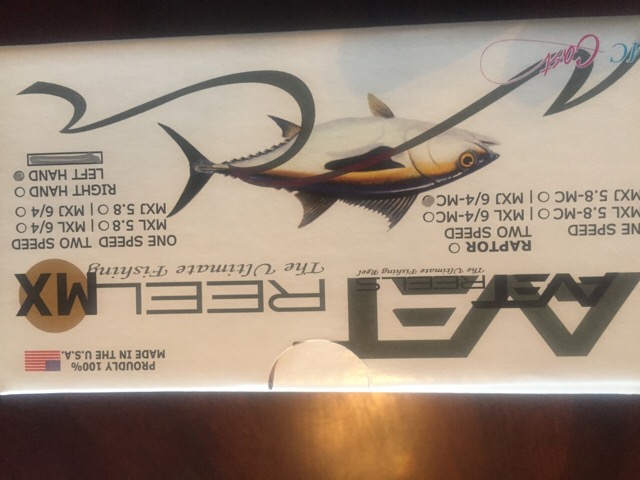 PROUDLY 100%
MADE IN THE U.S.A.
AVET REEL MX
AVET REELS
The Ultimate Fishing Reel
The Ultimate Fishing
RAPTOR
ONE SPEED TWO SPEED
MXL 5.8-MC | MXL 6/4-MC
MXJ 5.8-MC | MXJ 6/4-MC
ONE SPEED TWO SPEED
MXL 5.8 | MXL 6/4
MXJ 5.8 | MXJ 6/4
RIGHT HAND
LEFT HAND